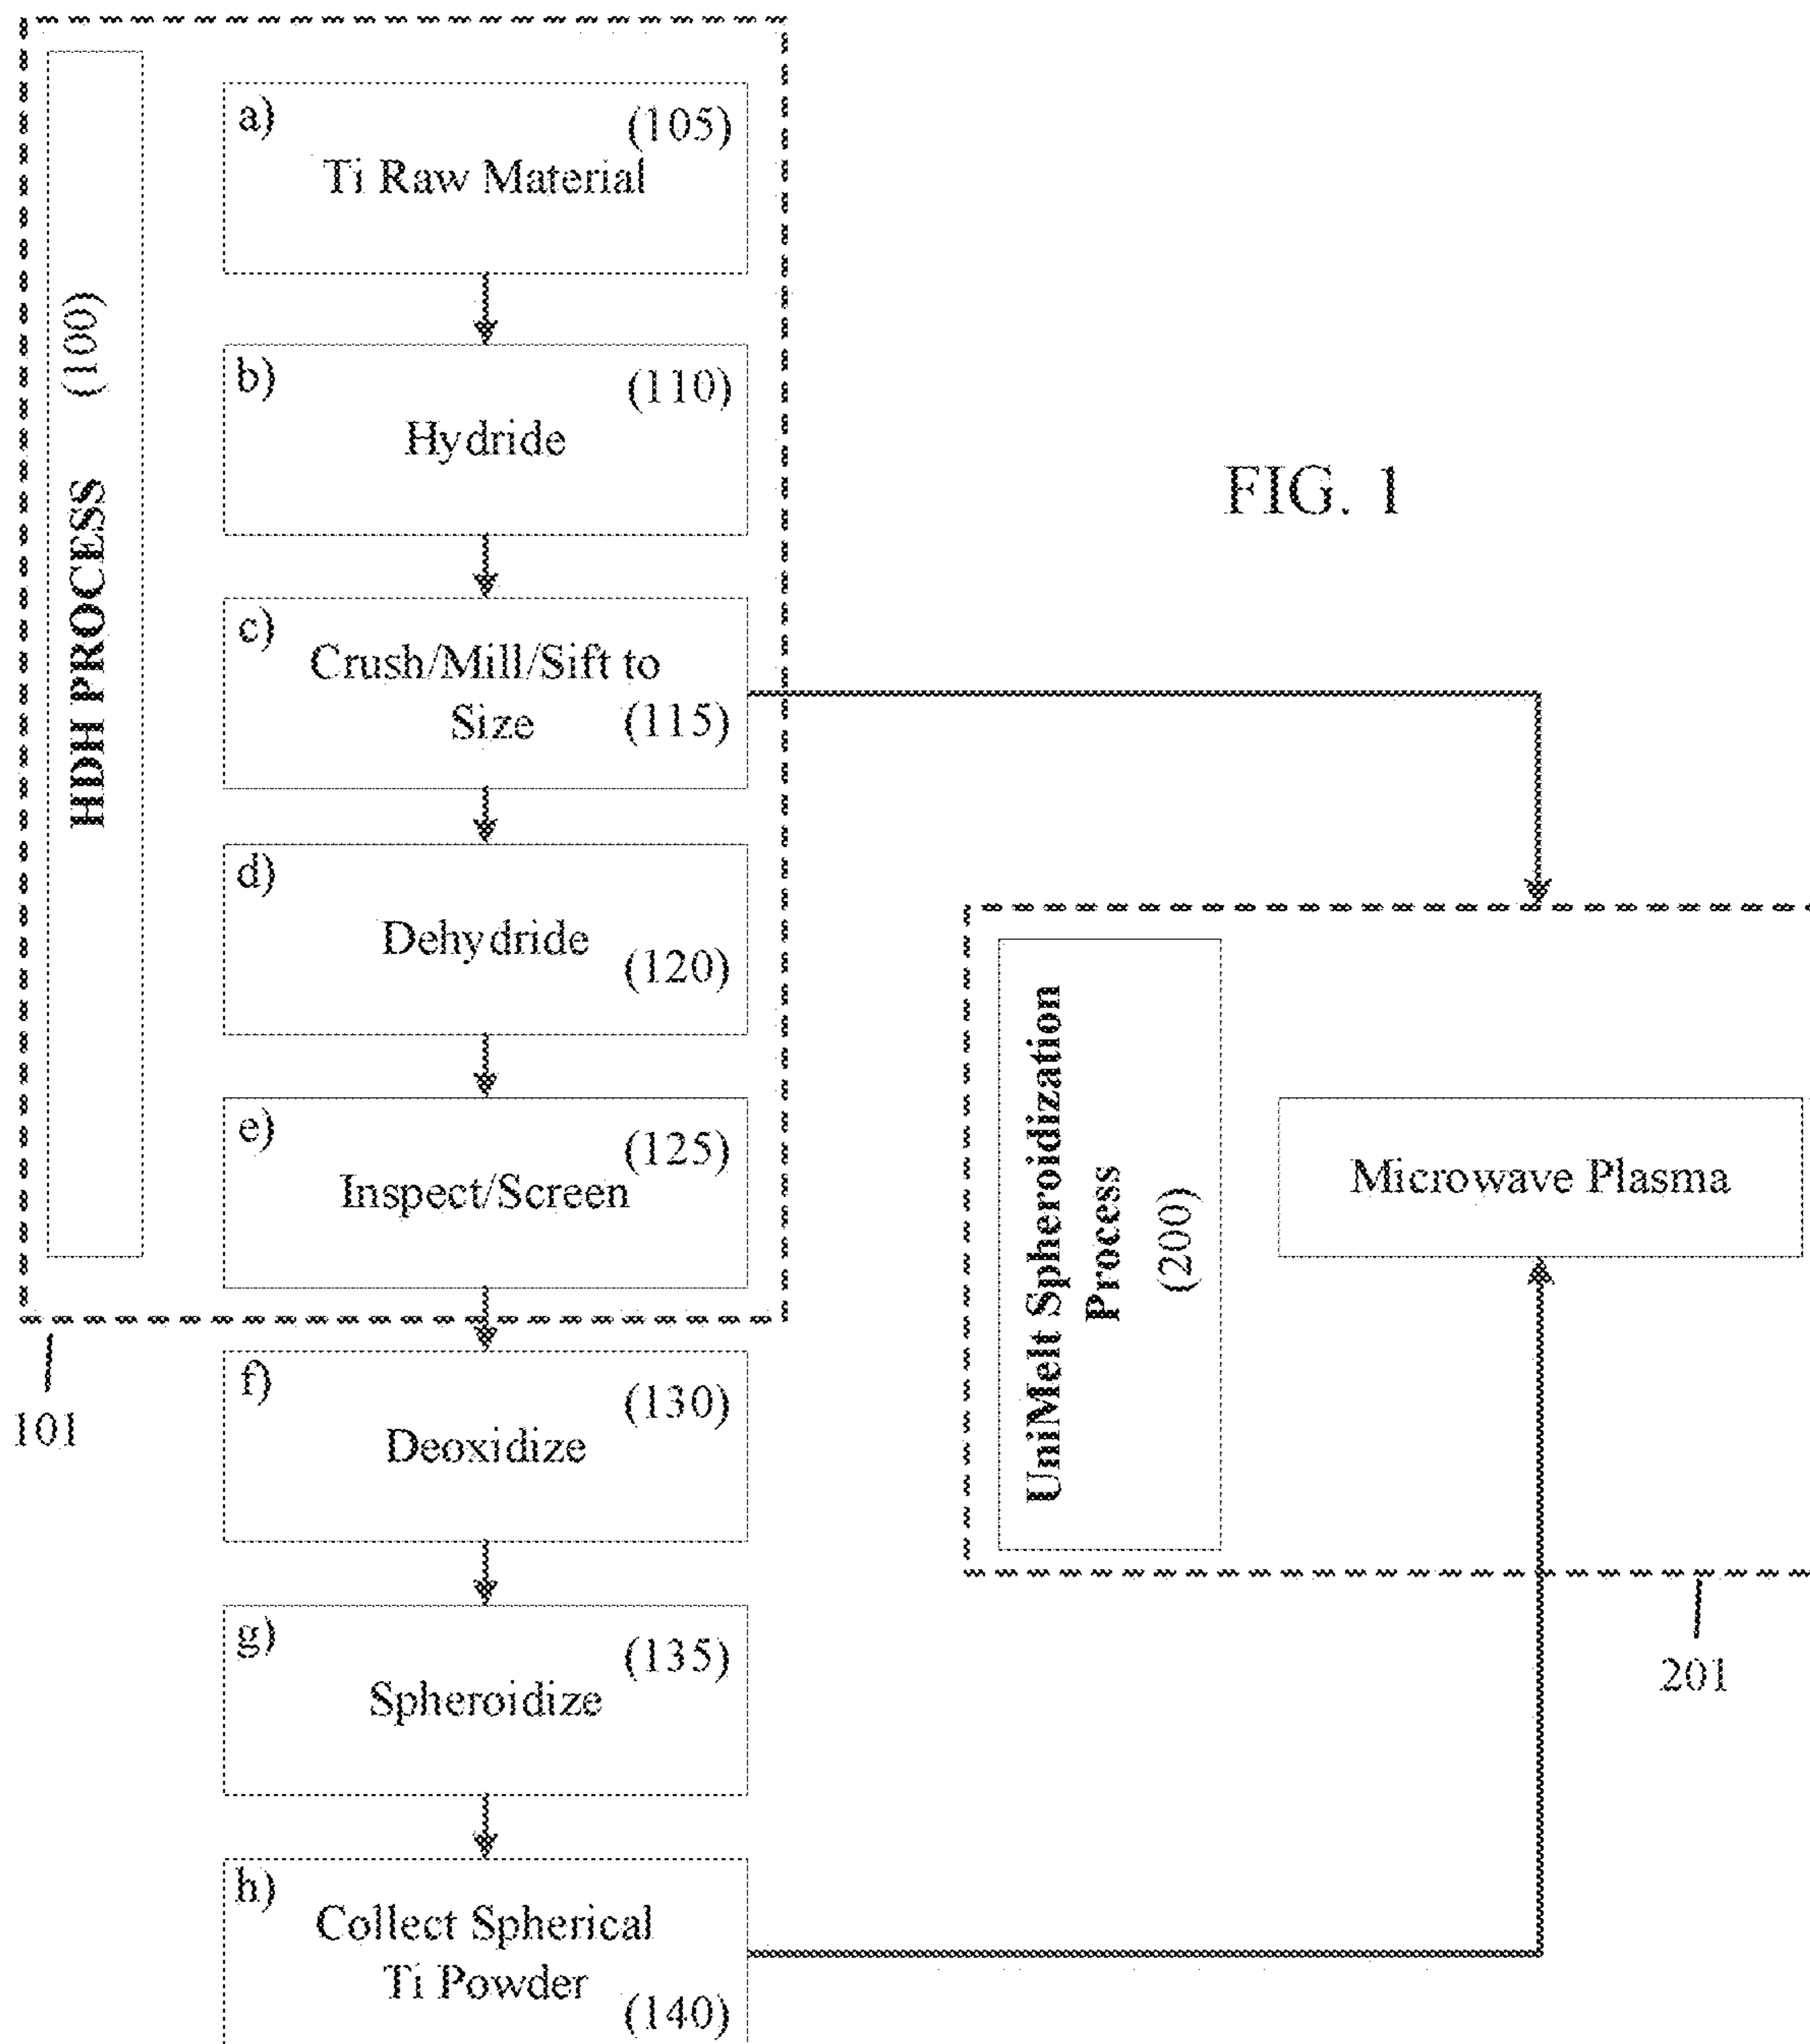 HDH PROCESS (100)
a)
(105)
Ti Raw Material
b)
(110)
Hydride
c)
Crush/Mill/Sift to
Size (115)
d)
Dehydride
(120)
e)
(125)
Inspect/Screen
101
f)
(130)
Deoxidize
g)
(135)
Spheroidize
h)
Collect Spherical
Ti Powder
(140)
FIG. 1
UniMelt Spheroidization
Process
(200)
Microwave Plasma
201